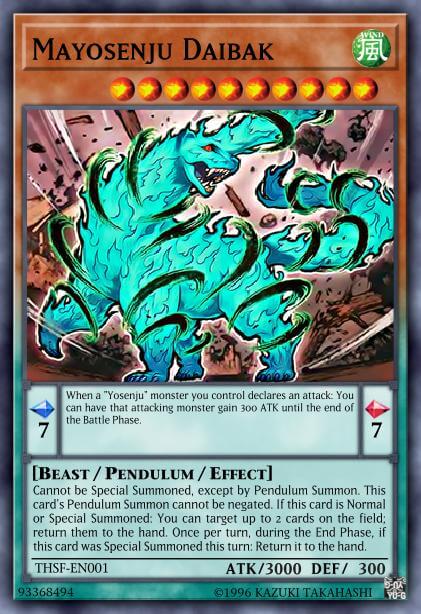 MAYOSENJU DAIBAK
WIND
風
When a "Yosenju" monster you control declares an attack: You
can have that attacking monster gain 300 ATK until the end of
the Battle Phase.
7
7
[BEAST / PENDULUM / EFFECT]
Cannot be Special Summoned, except by Pendulum Summon. This
card's Pendulum Summon cannot be negated. If this card is Normal
or Special Summoned: You can target up to 2 cards on the field;
return them to the hand. Once per turn, during the End Phase, if
this card was Special Summoned this turn: Return it to the hand.
THSF-EN001
ATK/3000 DEF/ 300
93368494
©1996 KAZUKI TAKAHASHI